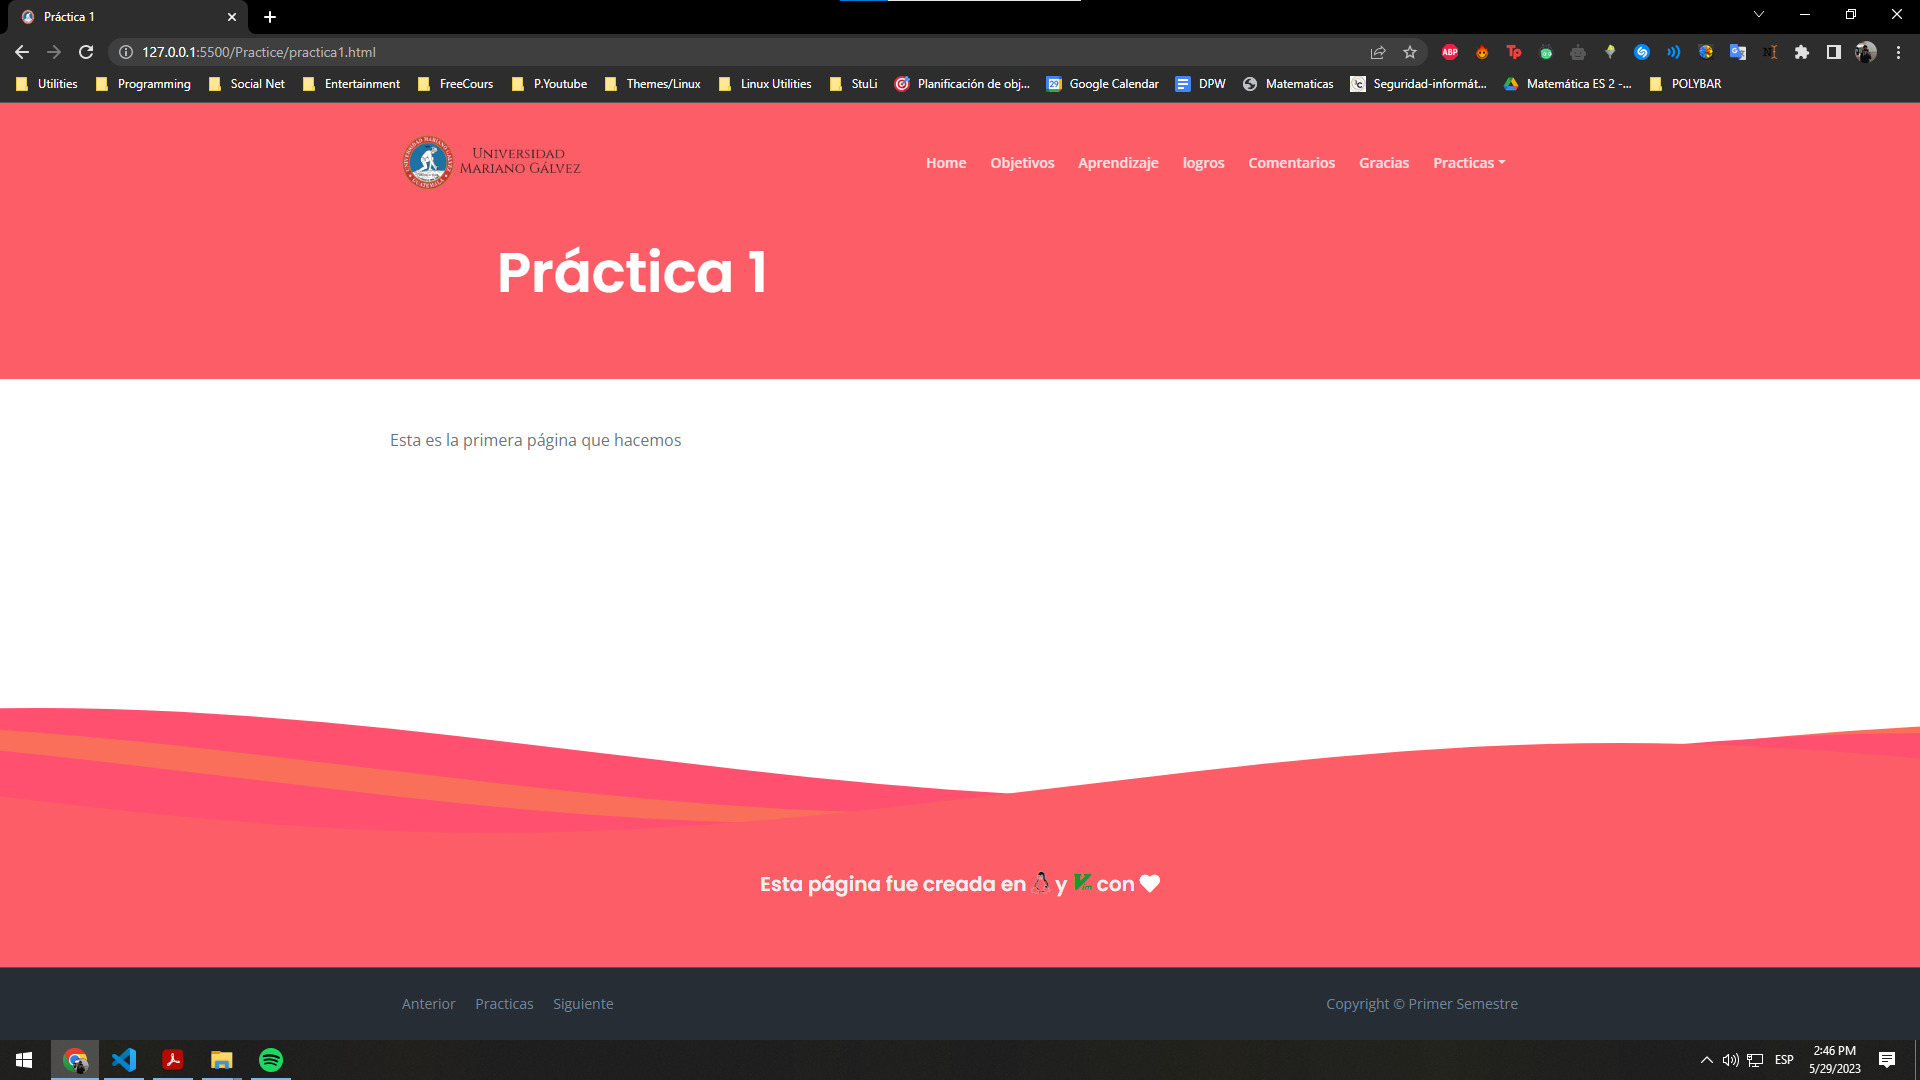 Práctica 1
127.0.0.1:5500/Practice/practica1.html
ABP
Tp
Utilities
Programming
Social Net
Entertainment
FreeCours
P.Youtube
Themes/Linux
Linux Utilities
StuLi
Planificación de obj...
Google Calendar
DPW
Matematicas
Seguridad-informát...
Matemática ES 2 -...
POLYBAR
UNIVERSIDAD
MARIANO GÁLVEZ
Home
Objetivos
Aprendizaje
logros
Comentarios
Gracias
Practicas
Práctica 1
Esta es la primera página que hacemos
Esta página fue creada en y con
Anterior
Practicas
Siguiente
Copyright © Primer Semestre
ESP
2:46 PM
5/29/2023